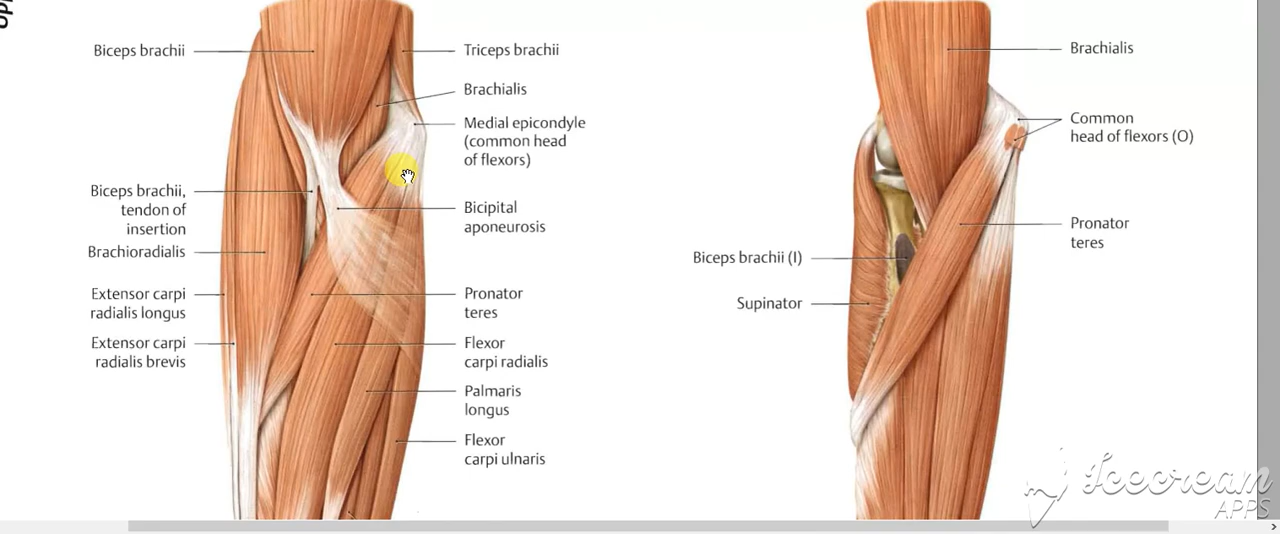 Biceps brachii
Triceps brachii
Brachialis
Medial epicondyle
(common head
of flexors)
Biceps brachii,
tendon of
insertion
Bicipital
aponeurosis
Brachioradialis
Extensor carpi
radialis longus
Pronator
teres
Extensor carpi
radialis brevis
Flexor
carpi radialis
Palmaris
longus
Flexor
carpi ulnaris
Brachialis
Common
head of flexors (O)
Pronator
teres
Biceps brachii (I)
Supinator
Icecream
APPS